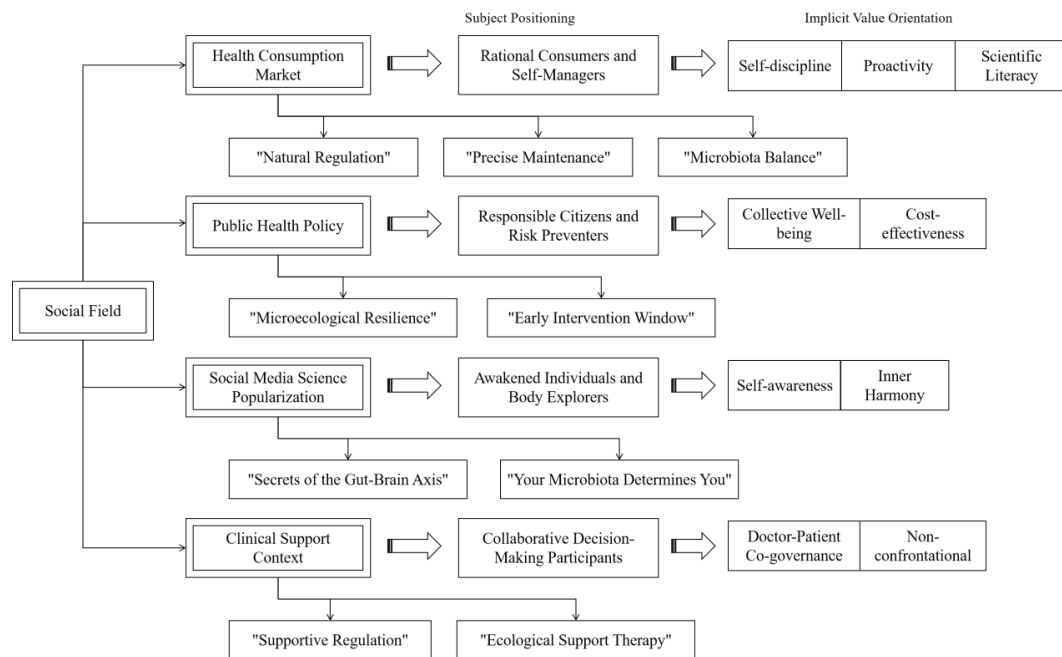 Subject Positioning
Implicit Value Orientation
Health Consumption
Market
Rational Consumers and
Self-Managers
Self-discipline
Proactivity
Scientific
Literacy
"Natural Regulation"
"Precise Maintenance"
"Microbiota Balance"
Public Health Policy
Responsible Citizens and
Risk Preventers
Collective Well-
being
Cost-
effectiveness
"Microecological Resilience"
"Early Intervention Window"
Social Field
Social Media Science
Popularization
Awakened Individuals and
Body Explorers
Self-awareness
Inner
Harmony
"Secrets of the Gut-Brain Axis"
"Your Microbiota Determines You"
Clinical Support
Context
Collaborative Decision-
Making Participants
Doctor-Patient
Co-governance
Non-
confrontational
"Supportive Regulation"
"Ecological Support Therapy"